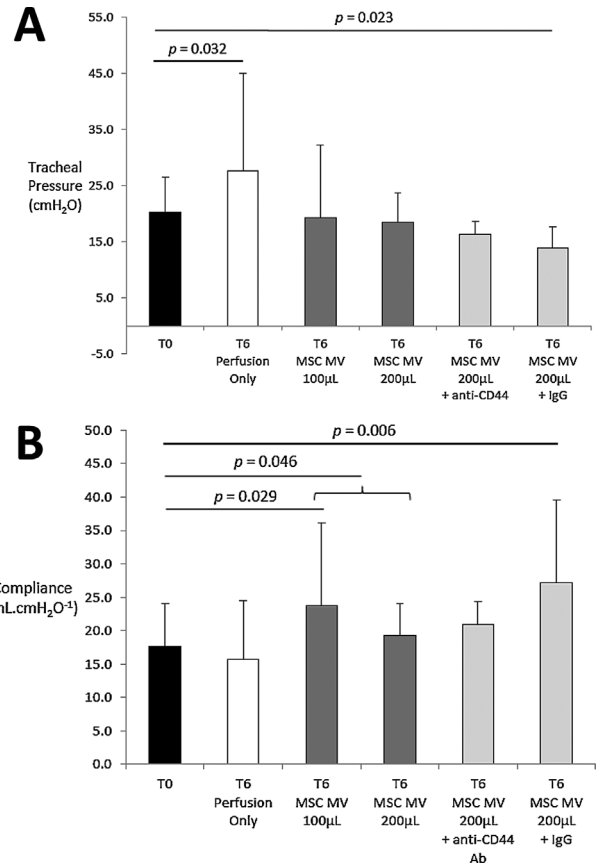 A
55.0
p = 0.023
45.0
p = 0.032
35.0
Tracheal
Pressure
(cmH₂O)
25.0
15.0
5.0
-5.0
T0
T6
Perfusion
Only
T6
MSC MV
100µL
T6
MSC MV
200µL
T6
MSC MV
200µL
+ anti-CD44
T6
MSC MV
200µL
+ IgG
B
50.0
p = 0.006
45.0
p = 0.046
40.0
p = 0.029
35.0
30.0
Compliance
mL.cmH₂O⁻¹)
25.0
20.0
15.0
10.0
5.0
0.0
T0
T6
Perfusion
Only
T6
MSC MV
100µL
T6
MSC MV
200µL
T6
MSC MV
200µL
+ anti-CD44
Ab
T6
MSC MV
200µL
+ IgG